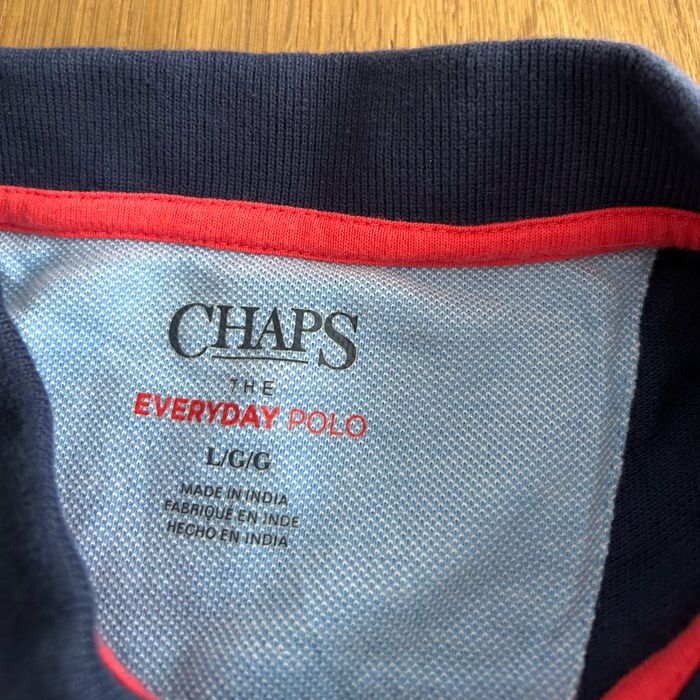 CHAPS
THE
EVERYDAY POLO
L/G/G
MADE IN INDIA
FABRIQUE EN INDE
HECHO EN INDIA